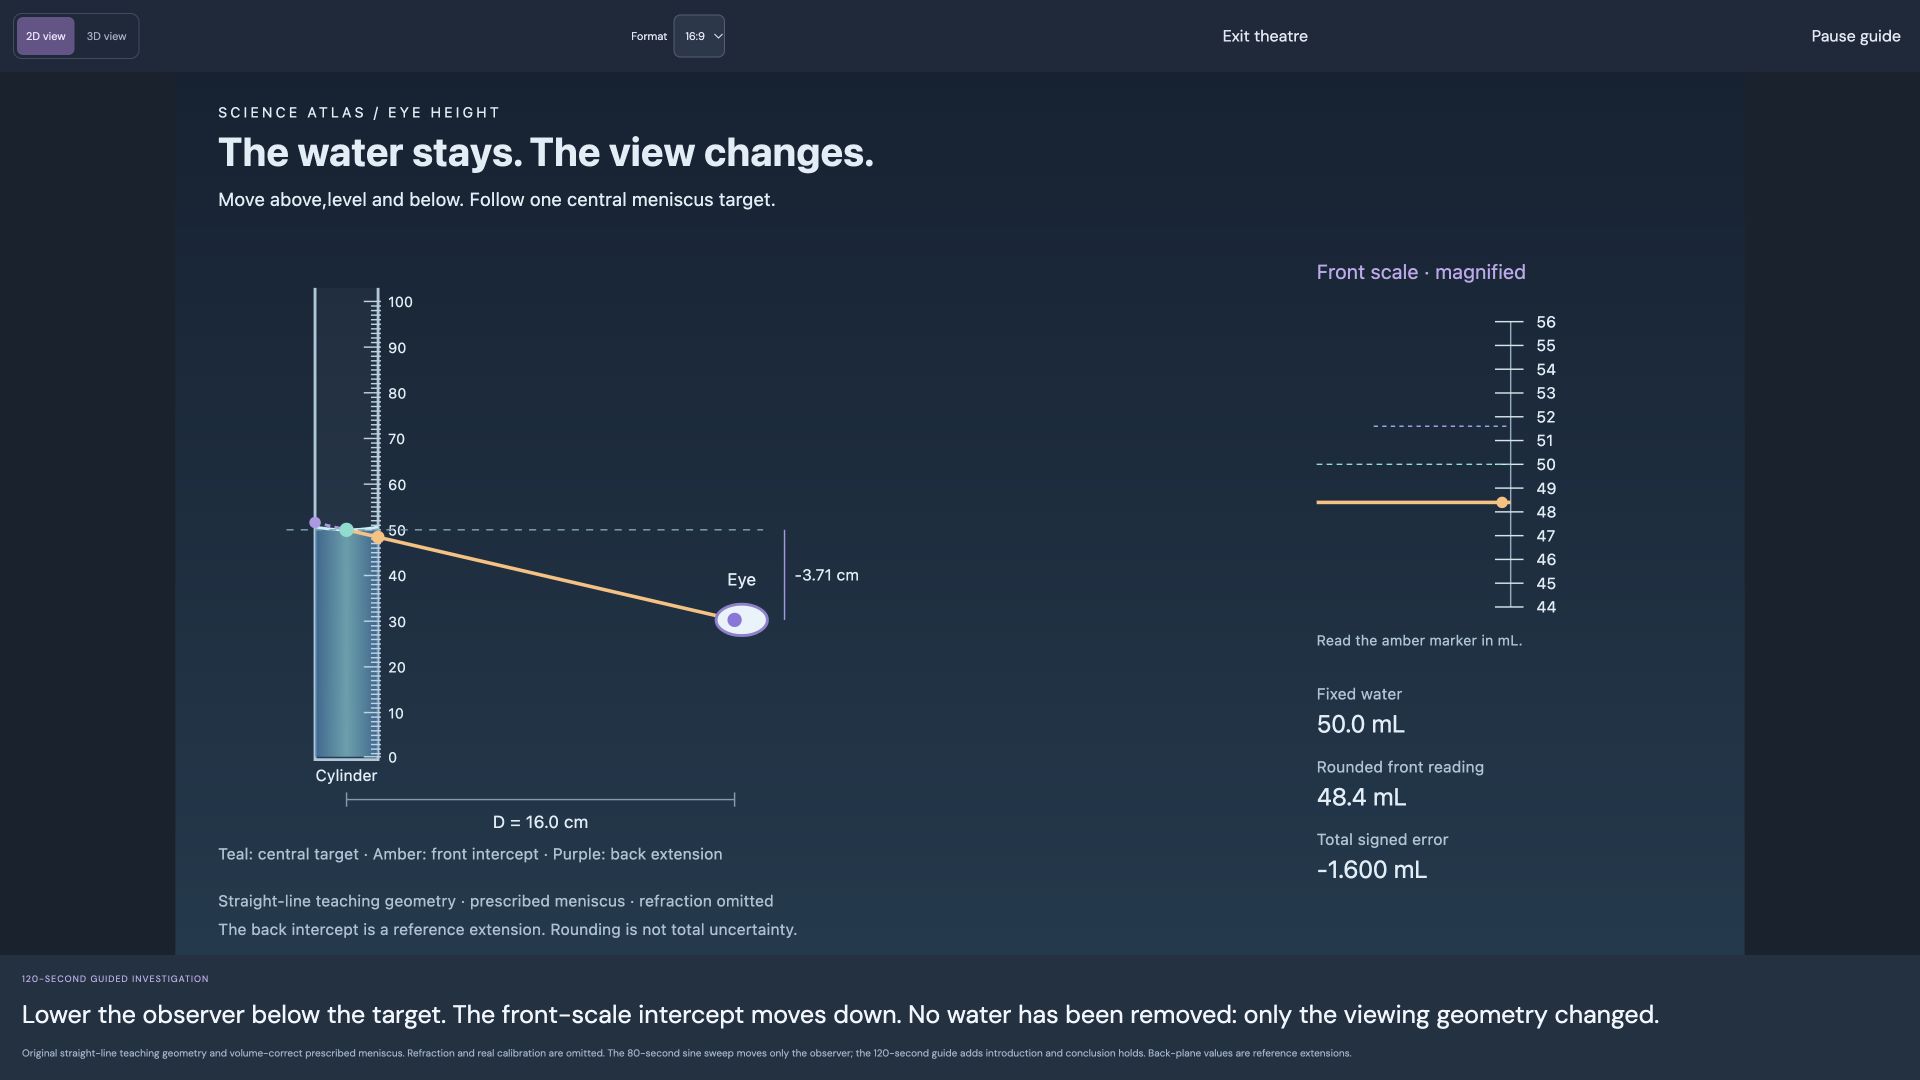 2D view
3D view
Format
16:9
Exit theatre
Pause guide
SCIENCE ATLAS / EYE HEIGHT
The water stays. The view changes.
Move above,level and below. Follow one central meniscus target.
100
90
80
70
60
50
40
30
20
10
0
Cylinder
Eye
-3.71 cm
D = 16.0 cm
Teal: central target · Amber: front intercept · Purple: back extension
Straight-line teaching geometry · prescribed meniscus · refraction omitted
The back intercept is a reference extension. Rounding is not total uncertainty.
Front scale · magnified
56
55
54
53
52
51
50
49
48
47
46
45
44
Read the amber marker in mL.
Fixed water
50.0 mL
Rounded front reading
48.4 mL
Total signed error
-1.600 mL
120-SECOND GUIDED INVESTIGATION
Lower the observer below the target. The front-scale intercept moves down. No water has been removed: only the viewing geometry changed.
Original straight-line teaching geometry and volume-correct prescribed meniscus. Refraction and real calibration are omitted. The 80-second sine sweep moves only the observer; the 120-second guide adds introduction and conclusion holds. Back-plane values are reference extensions.